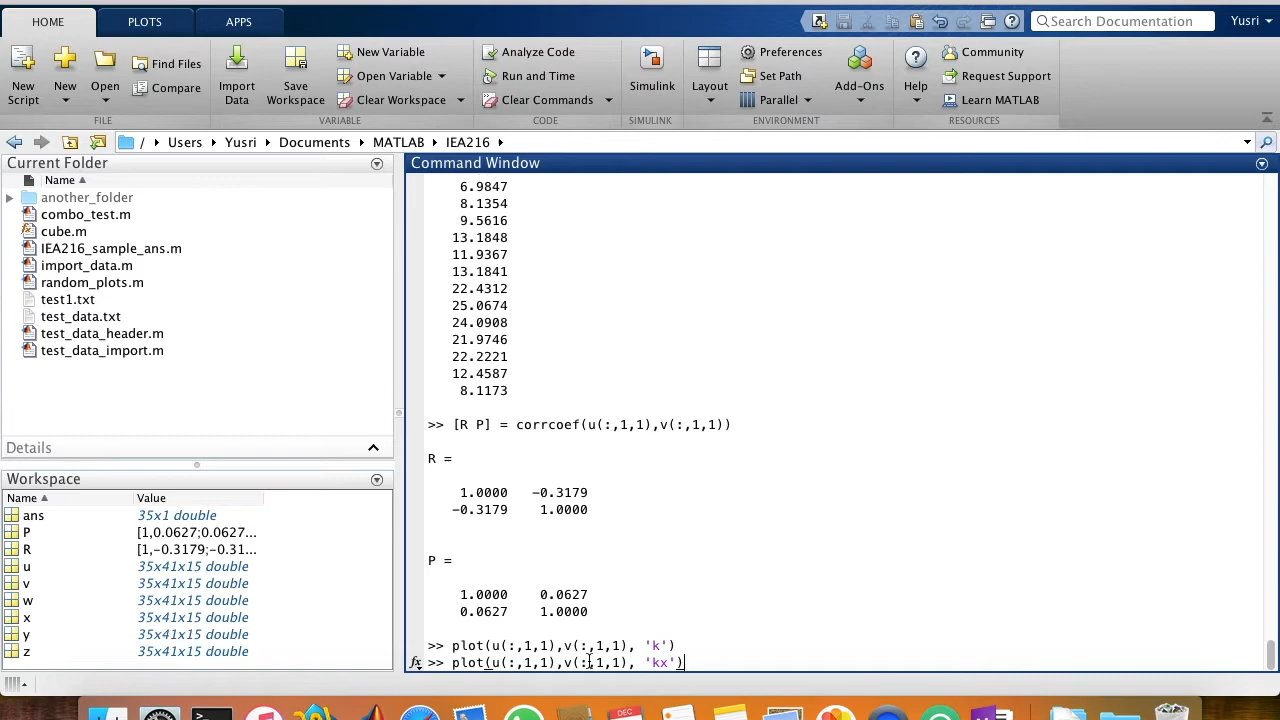 HOME PLOTS APPS Search Documentation Yusri
New Script New Open Find Files Compare Import Data Save Workspace New Variable Open Variable Clear Workspace Analyze Code Run and Time Clear Commands Simulink Layout Preferences Set Path Parallel Add-Ons Help Community Request Support Learn MATLAB
FILE VARIABLE CODE SIMULINK ENVIRONMENT RESOURCES
/ Users Yusri Documents MATLAB IEA216
Current Folder
Name
another_folder
combo_test.m
cube.m
IEA216_sample_ans.m
import_data.m
random_plots.m
test1.txt
test_data.txt
test_data_header.m
test_data_import.m
Details
Workspace
Name Value
ans 35x1 double
P [1,0.0627;0.0627...
R [1,-0.3179;-0.31...
u 35x41x15 double
v 35x41x15 double
w 35x41x15 double
x 35x41x15 double
y 35x41x15 double
z 35x41x15 double
Command Window
6.9847
8.1354
9.5616
13.1848
11.9367
13.1841
22.4312
25.0674
24.0908
21.9746
22.2221
12.4587
8.1173
>> [R P] = corrcoef(u(:,1,1),v(:,1,1))
R =
1.0000 -0.3179
-0.3179 1.0000
P =
1.0000 0.0627
0.0627 1.0000
>> plot(u(:,1,1),v(:,1,1), 'k')
fx >> plot(u(:,1,1),v(:,1,1), 'kx')
DEC